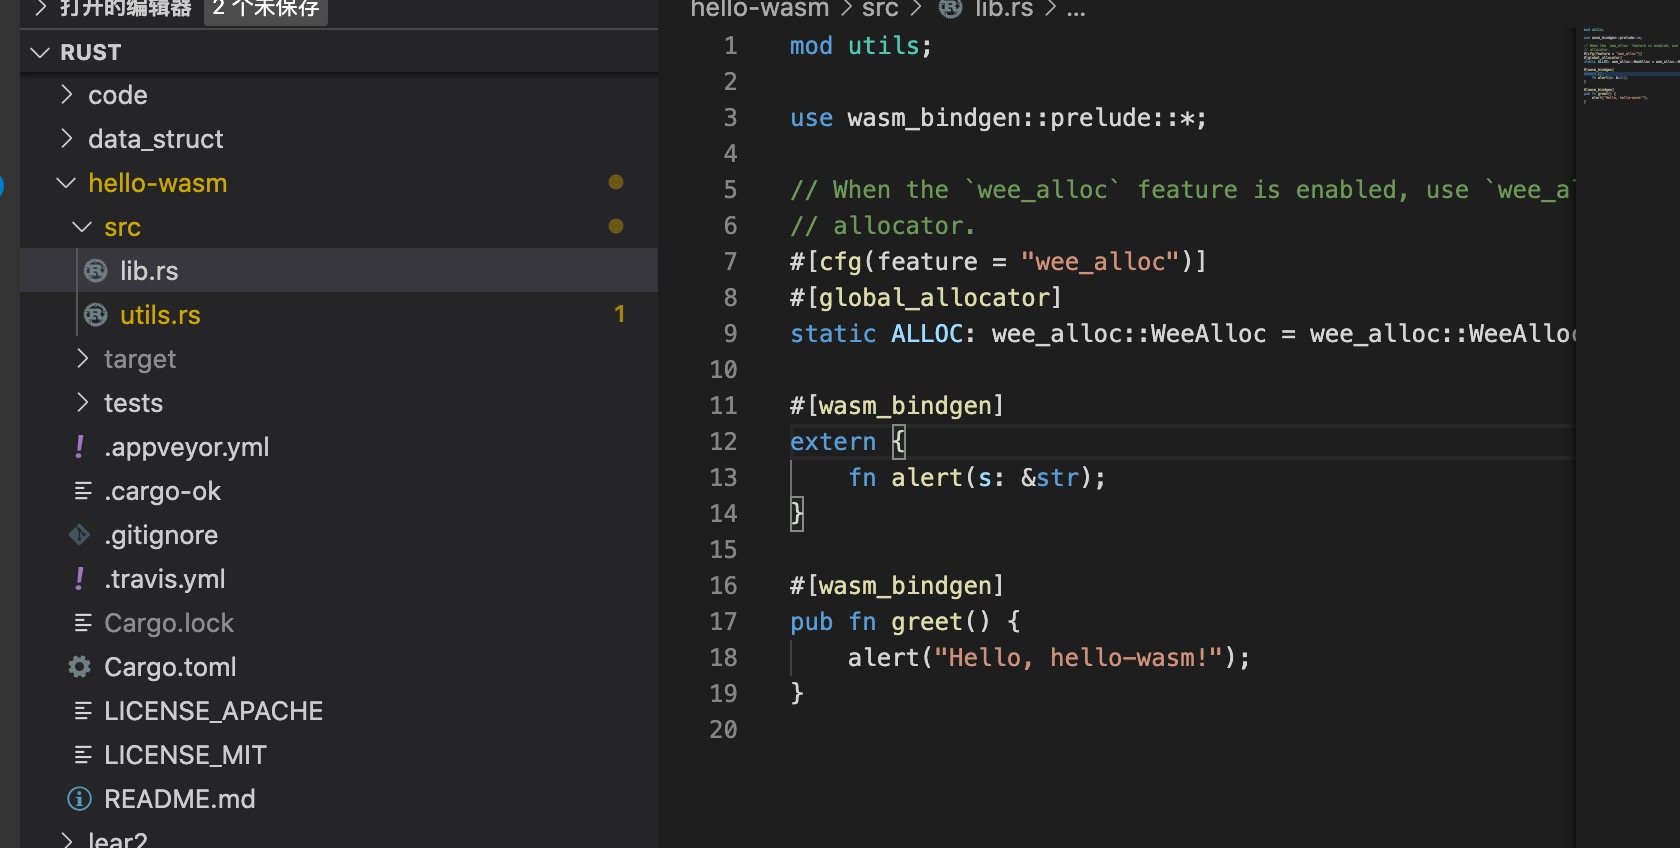 打开的编辑器 2 个未保存
RUST
code
data_struct
hello-wasm
src
lib.rs
utils.rs 1
target
tests
.appveyor.yml
.cargo-ok
.gitignore
.travis.yml
Cargo.lock
Cargo.toml
LICENSE_APACHE
LICENSE_MIT
README.md
lear2
hello-wasm > src > lib.rs > ...
1 mod utils;
2
3 use wasm_bindgen::prelude::*;
4
5 // When the `wee_alloc` feature is enabled, use `wee_al
6 // allocator.
7 #[cfg(feature = "wee_alloc")]
8 #[global_allocator]
9 static ALLOC: wee_alloc::WeeAlloc = wee_alloc::WeeAlloc
10
11 #[wasm_bindgen]
12 extern {
13     fn alert(s: &str);
14 }
15
16 #[wasm_bindgen]
17 pub fn greet() {
18     alert("Hello, hello-wasm!");
19 }
20